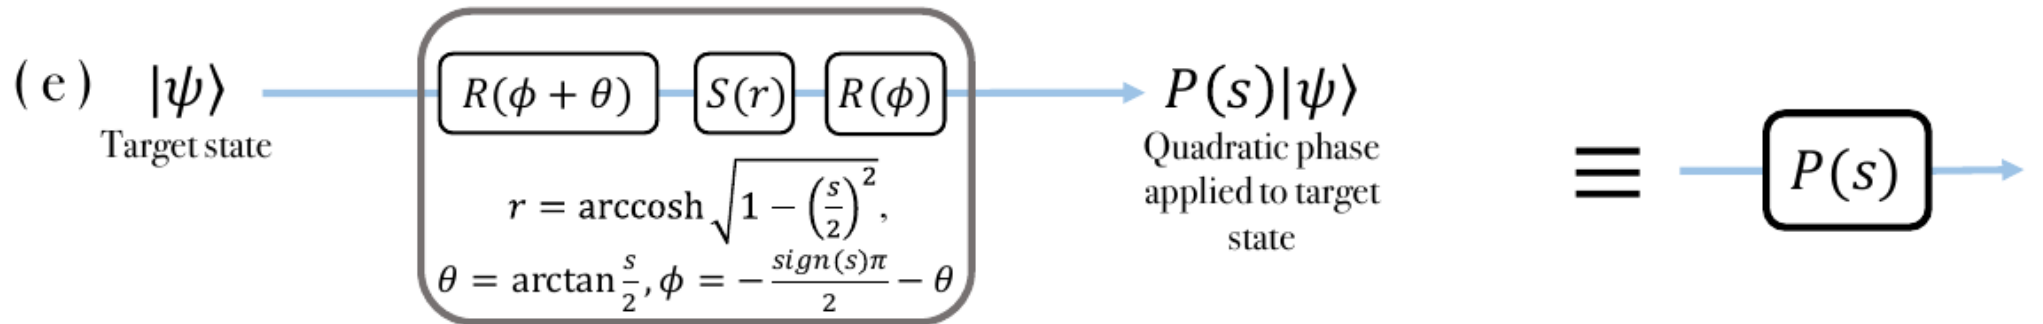 (e) |ψ⟩ R(ϕ + θ) S(r) R(ϕ) P(s)|ψ⟩
Target state
Quadratic phase
applied to target
state
r = arccosh √(1 − (s/2)²),
θ = arctan s/2, ϕ = − sign(s)π/2 − θ
≡ P(s)